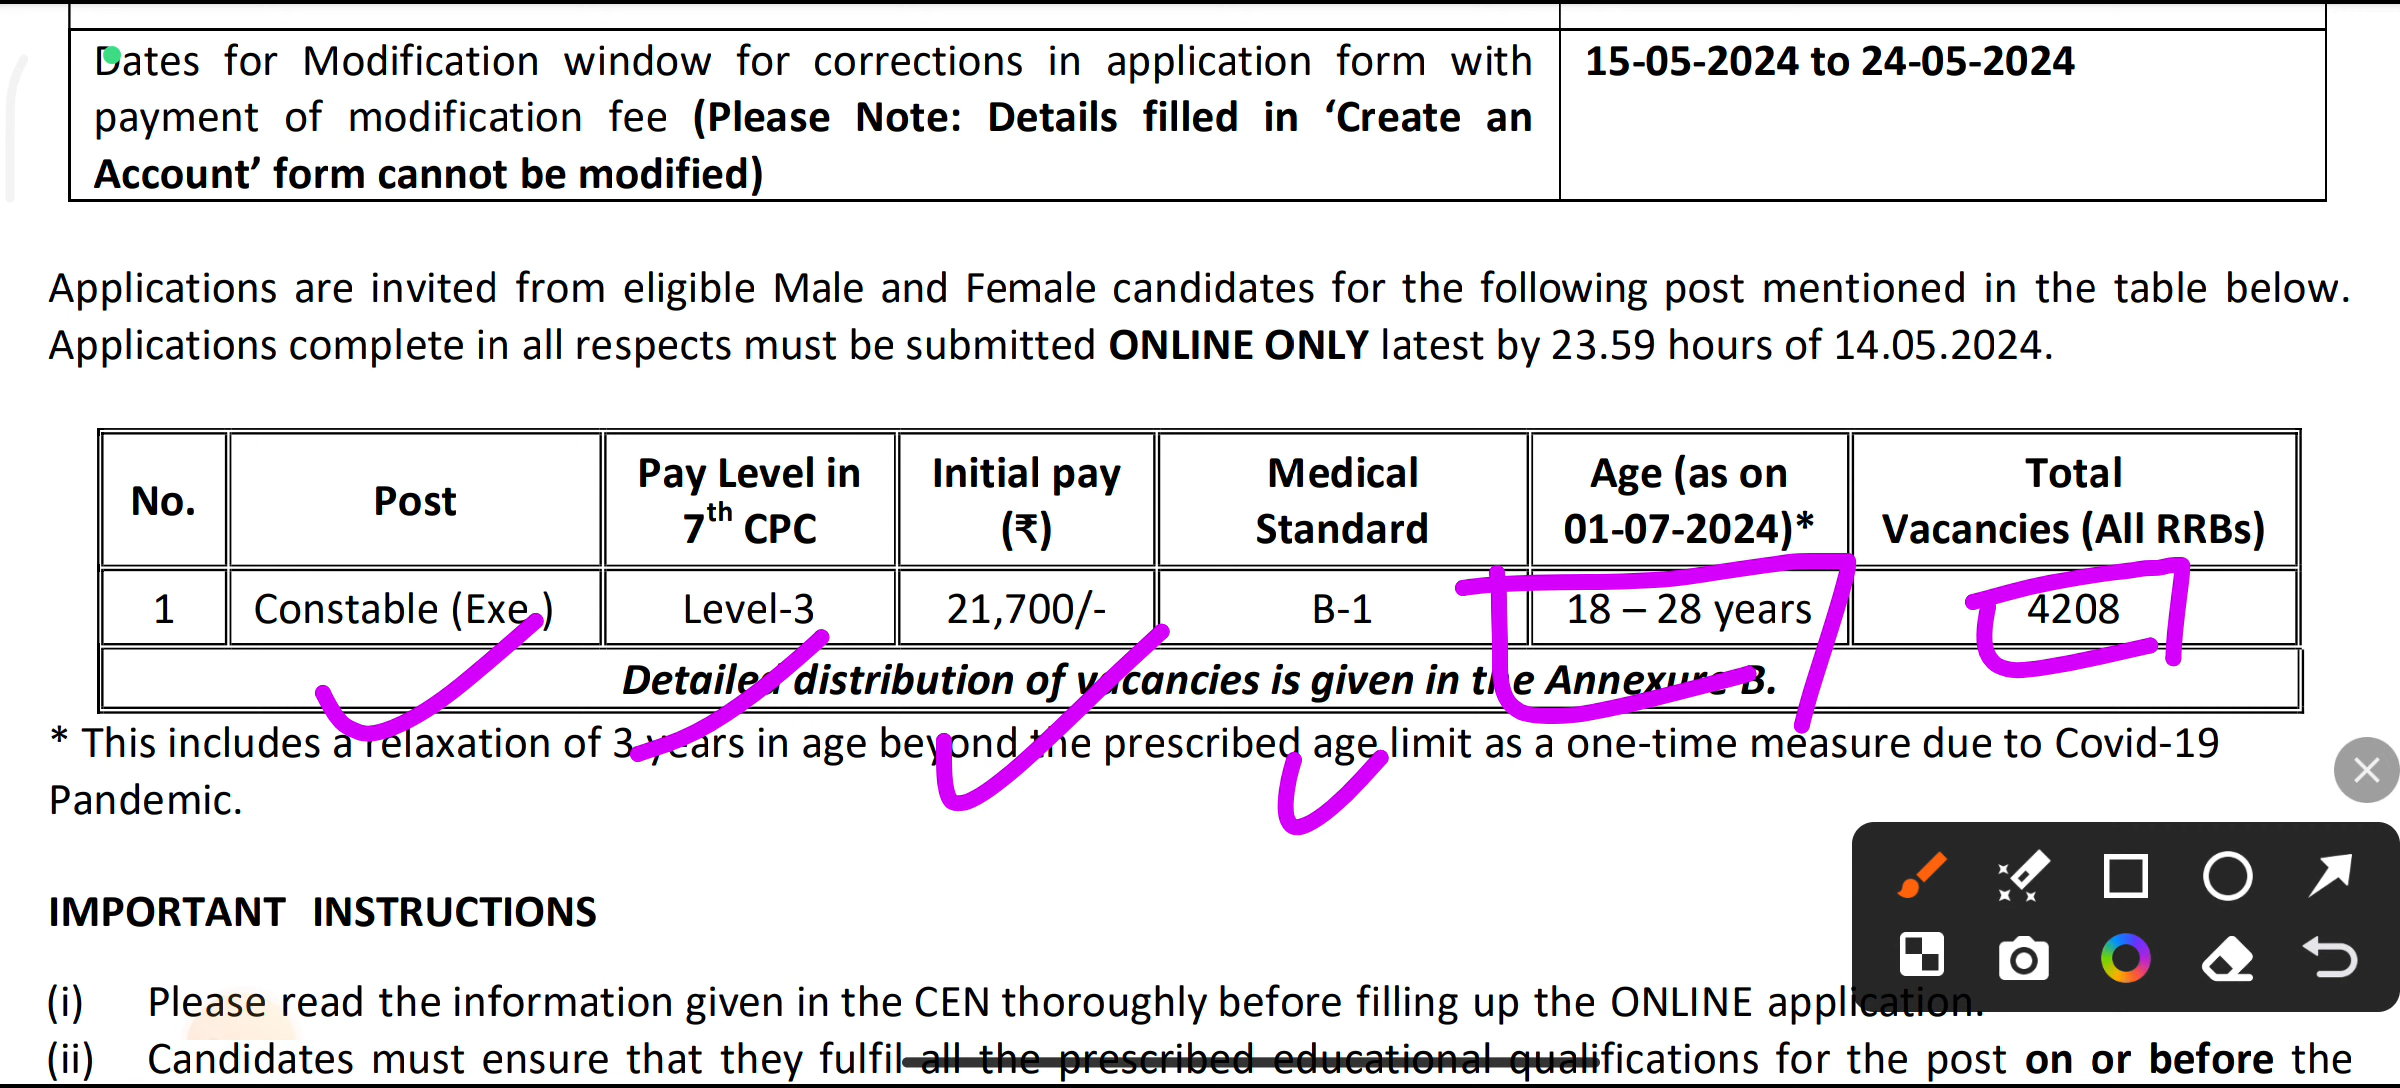 Dates for Modification window for corrections in application form with
payment of modification fee (Please Note: Details filled in ‘Create an
Account’ form cannot be modified)
15-05-2024 to 24-05-2024
Applications are invited from eligible Male and Female candidates for the following post mentioned in the table below.
Applications complete in all respects must be submitted ONLINE ONLY latest by 23.59 hours of 14.05.2024.
No.
Post
Pay Level in
7th CPC
Initial pay
(₹)
Medical
Standard
Age (as on
01-07-2024)*
Total
Vacancies (All RRBs)
1
Constable (Exe.)
Level-3
21,700/-
B-1
18 – 28 years
4208
Detailed distribution of vacancies is given in the Annexure B.
* This includes a relaxation of 3 years in age beyond the prescribed age limit as a one-time measure due to Covid-19
Pandemic.
IMPORTANT INSTRUCTIONS
(i) Please read the information given in the CEN thoroughly before filling up the ONLINE application.
(ii) Candidates must ensure that they fulfil all the prescribed educational qualifications for the post on or before the